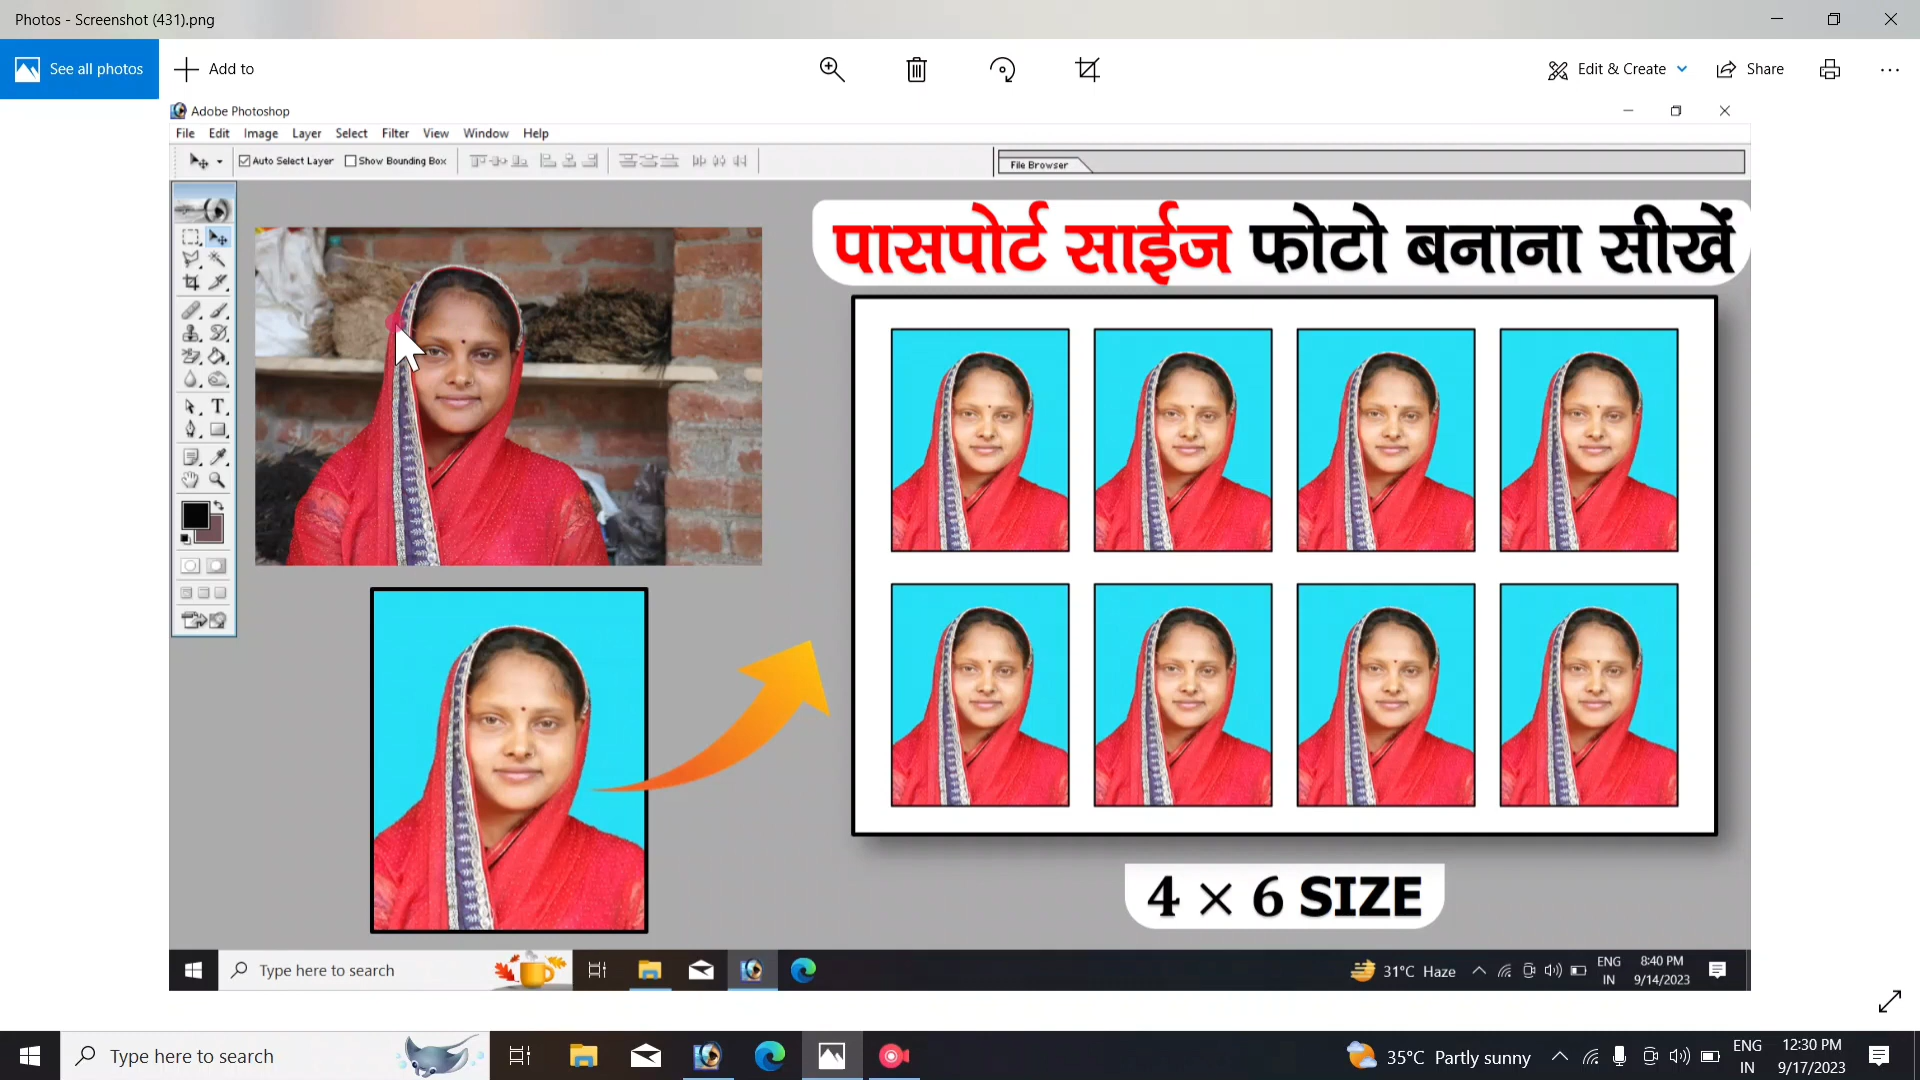 Photos - Screenshot (431).png
See all photos
Add to
Edit & Create
Share
Adobe Photoshop
File Edit Image Layer Select Filter View Window Help
Auto Select Layer Show Bounding Box
File Browser
पासपोर्ट साईज फोटो बनाना सीखें
4 × 6 SIZE
Type here to search
31°C Haze
ENG
IN
8:40 PM
9/14/2023
Type here to search
35°C Partly sunny
ENG
IN
12:30 PM
9/17/2023